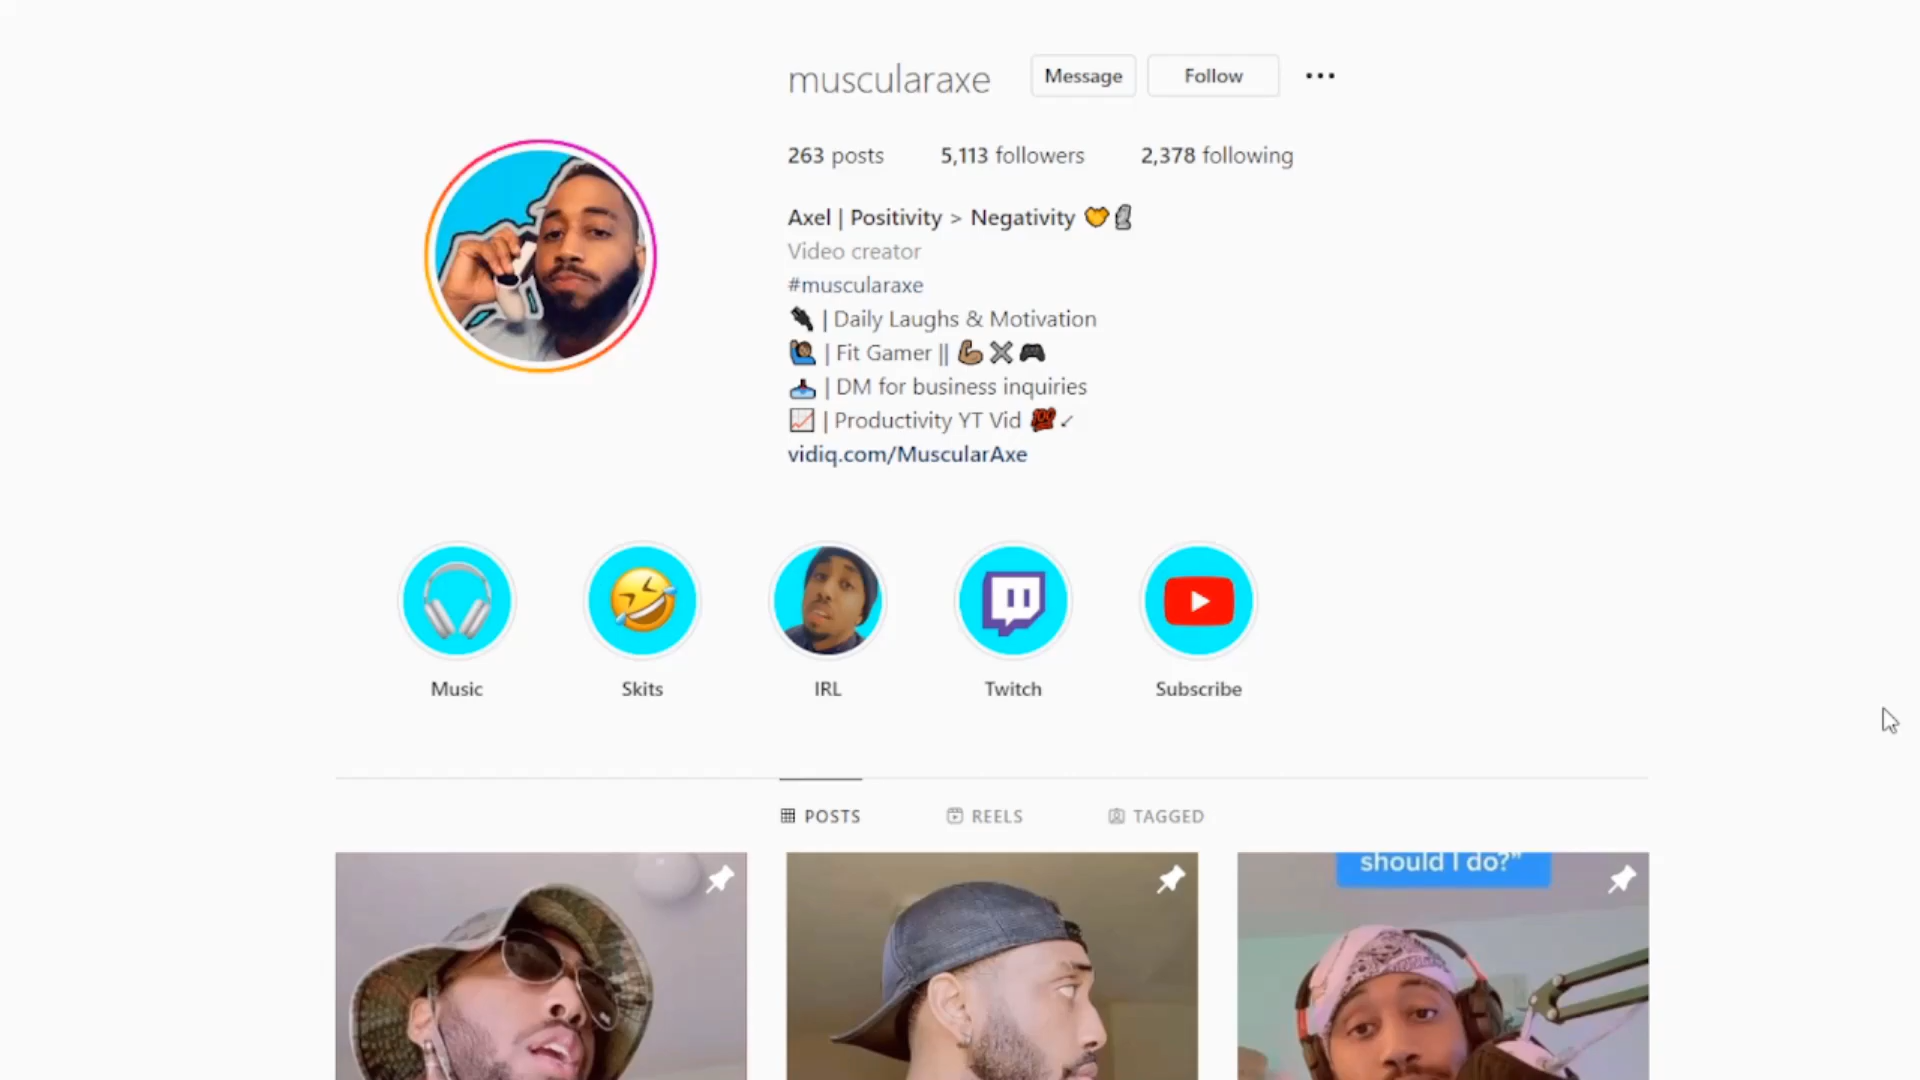 muscularaxe Message Follow
263 posts 5,113 followers 2,378 following
Axel | Positivity > Negativity
Video creator
#muscularaxe
| Daily Laughs & Motivation
| Fit Gamer ||
| DM for business inquiries
| Productivity YT Vid 💯
vidiq.com/MuscularAxe
Music Skits IRL Twitch Subscribe
POSTS REELS TAGGED
should I do?"